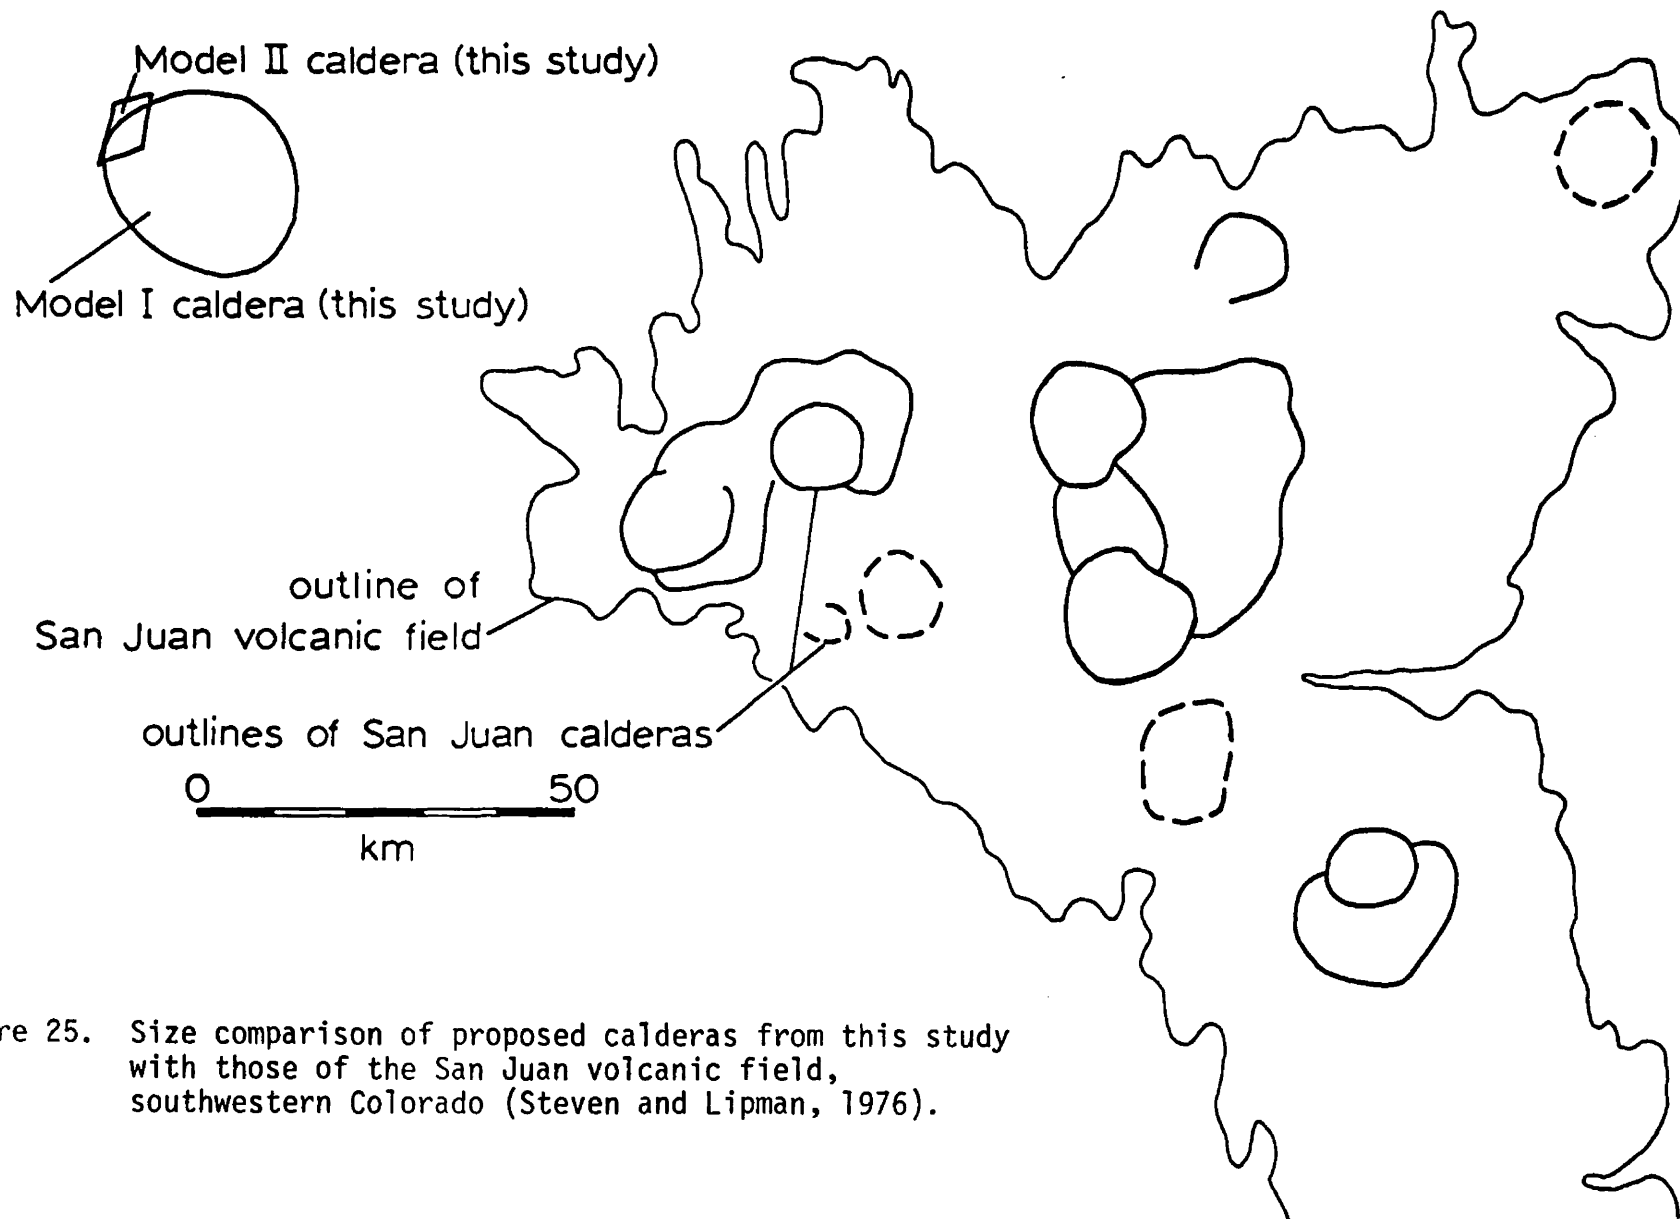 Model II caldera (this study)
Model I caldera (this study)
outline of
San Juan volcanic field
outlines of San Juan calderas
0 50
km
re 25. Size comparison of proposed calderas from this study
with those of the San Juan volcanic field,
southwestern Colorado (Steven and Lipman, 1976).